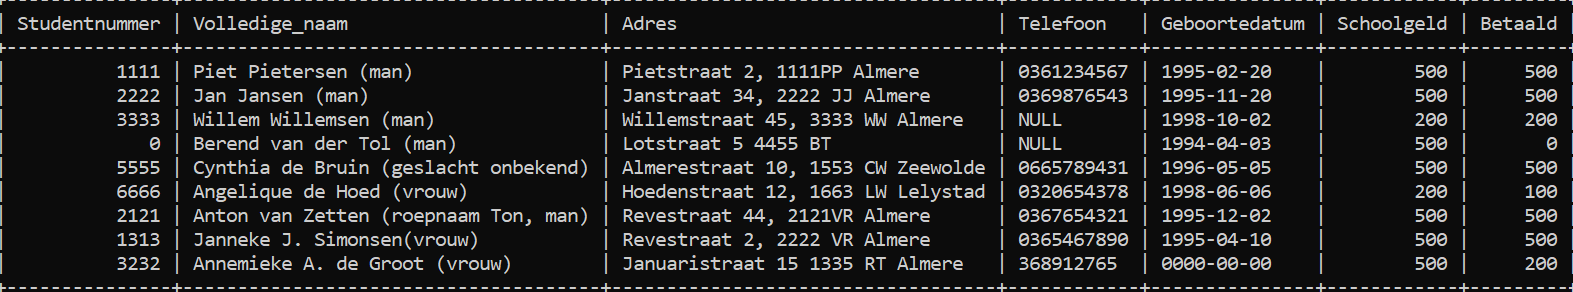 | Studentnummer | Volledige_naam | Adres | Telefoon | Geboortedatum | Schoolgeld | Betaald |
| 1111 | Piet Pietersen (man) | Pietstraat 2, 1111PP Almere | 0361234567 | 1995-02-20 | 500 | 500 |
| 2222 | Jan Jansen (man) | Janstraat 34, 2222 JJ Almere | 0369876543 | 1995-11-20 | 500 | 500 |
| 3333 | Willem Willemsen (man) | Willemstraat 45, 3333 WW Almere | NULL | 1998-10-02 | 200 | 200 |
| 0 | Berend van der Tol (man) | Lotstraat 5 4455 BT | NULL | 1994-04-03 | 500 | 0 |
| 5555 | Cynthia de Bruin (geslacht onbekend) | Almerestraat 10, 1553 CW Zeewolde | 0665789431 | 1996-05-05 | 500 | 500 |
| 6666 | Angelique de Hoed (vrouw) | Hoedenstraat 12, 1663 LW Lelystad | 0320654378 | 1998-06-06 | 200 | 100 |
| 2121 | Anton van Zetten (roepnaam Ton, man) | Revestraat 44, 2121VR Almere | 0367654321 | 1995-12-02 | 500 | 500 |
| 1313 | Janneke J. Simonsen(vrouw) | Revestraat 2, 2222 VR Almere | 0365467890 | 1995-04-10 | 500 | 500 |
| 3232 | Annemieke A. de Groot (vrouw) | Januaristraat 15 1335 RT Almere | 368912765 | 0000-00-00 | 500 | 200 |